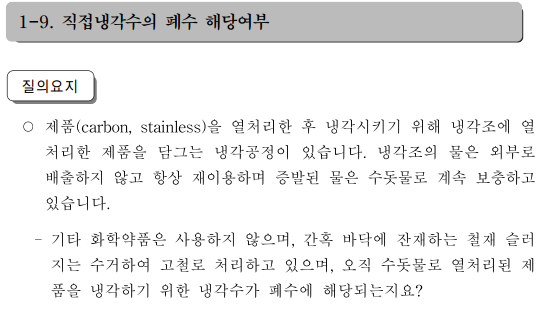 1-9. 직접냉각수의 폐수 해당여부
질의요지
○ 제품(carbon, stainless)을 열처리한 후 냉각시키기 위해 냉각조에 열
처리한 제품을 담그는 냉각공정이 있습니다. 냉각조의 물은 외부로
배출하지 않고 항상 재이용하며 증발된 물은 수돗물로 계속 보충하고
있습니다.
- 기타 화학약품은 사용하지 않으며, 간혹 바닥에 잔재하는 철재 슬러
지는 수거하여 고철로 처리하고 있으며, 오직 수돗물로 열처리된 제
품을 냉각하기 위한 냉각수가 폐수에 해당되는지요?